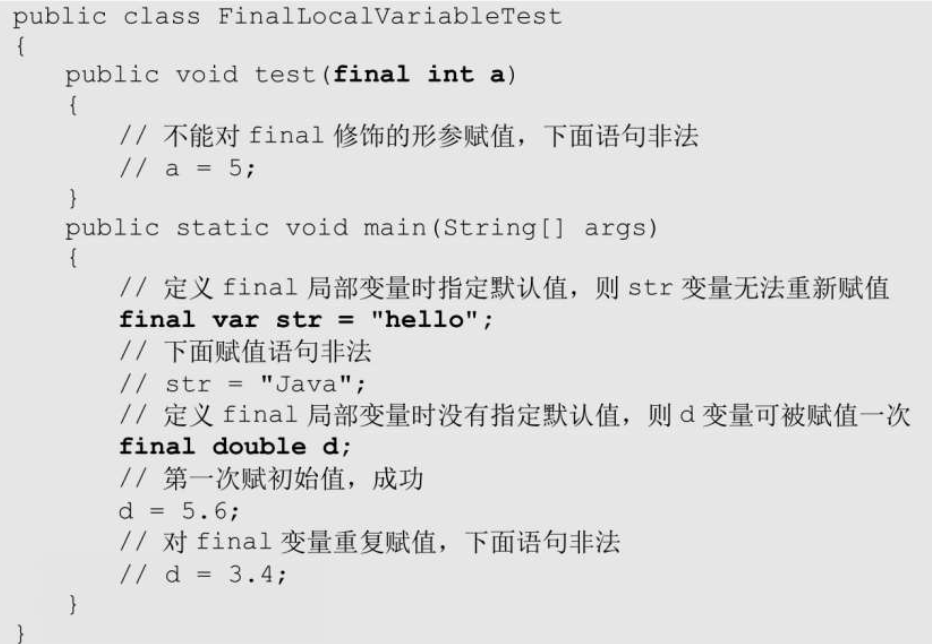 public class FinalLocalVariableTest
{
    public void test(final int a)
    {
        // 不能对 final 修饰的形参赋值，下面语句非法
        // a = 5;
    }
    public static void main(String[] args)
    {
        // 定义 final 局部变量时指定默认值，则 str 变量无法重新赋值
        final var str = "hello";
        // 下面赋值语句非法
        // str = "Java";
        // 定义 final 局部变量时没有指定默认值，则 d 变量可被赋值一次
        final double d;
        // 第一次赋初始值，成功
        d = 5.6;
        // 对 final 变量重复赋值，下面语句非法
        // d = 3.4;
    }
}